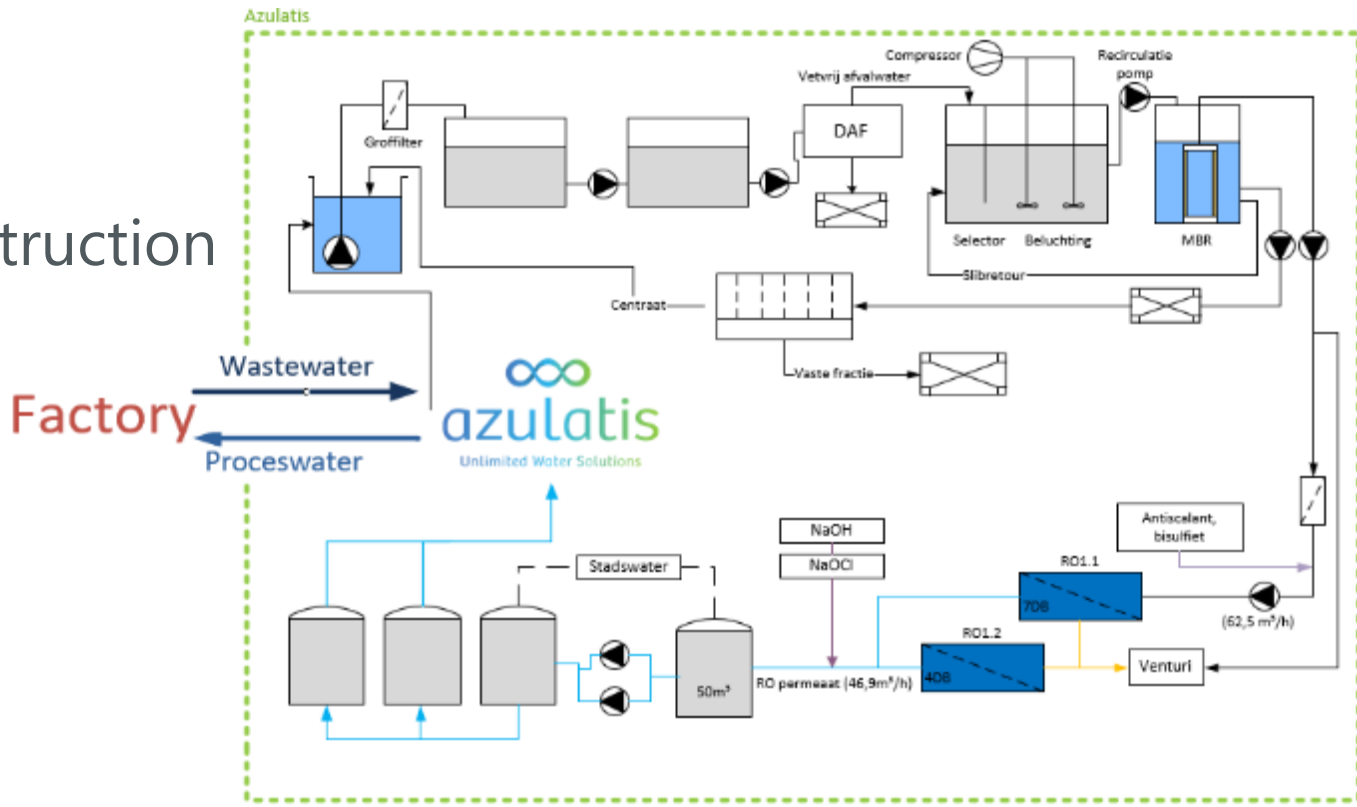 Azulatis
Compressor
Recirculatie
pomp
Vetvrij afvalwater
DAF
Groffilter
truction
Selector
Beluchting
MBR
Slibretour
Centraat
Vaste fractie
Wastewater
Factory
Proceswater
azulatis
Unlimited Water Solutions
NaOH
NaOCl
Antiscalant,
bisulfiet
Stadswater
RO1.1
7DB
(62,5 m³/h)
RO1.2
4DB
Venturi
50m³
RO permeaat (46,9m³/h)